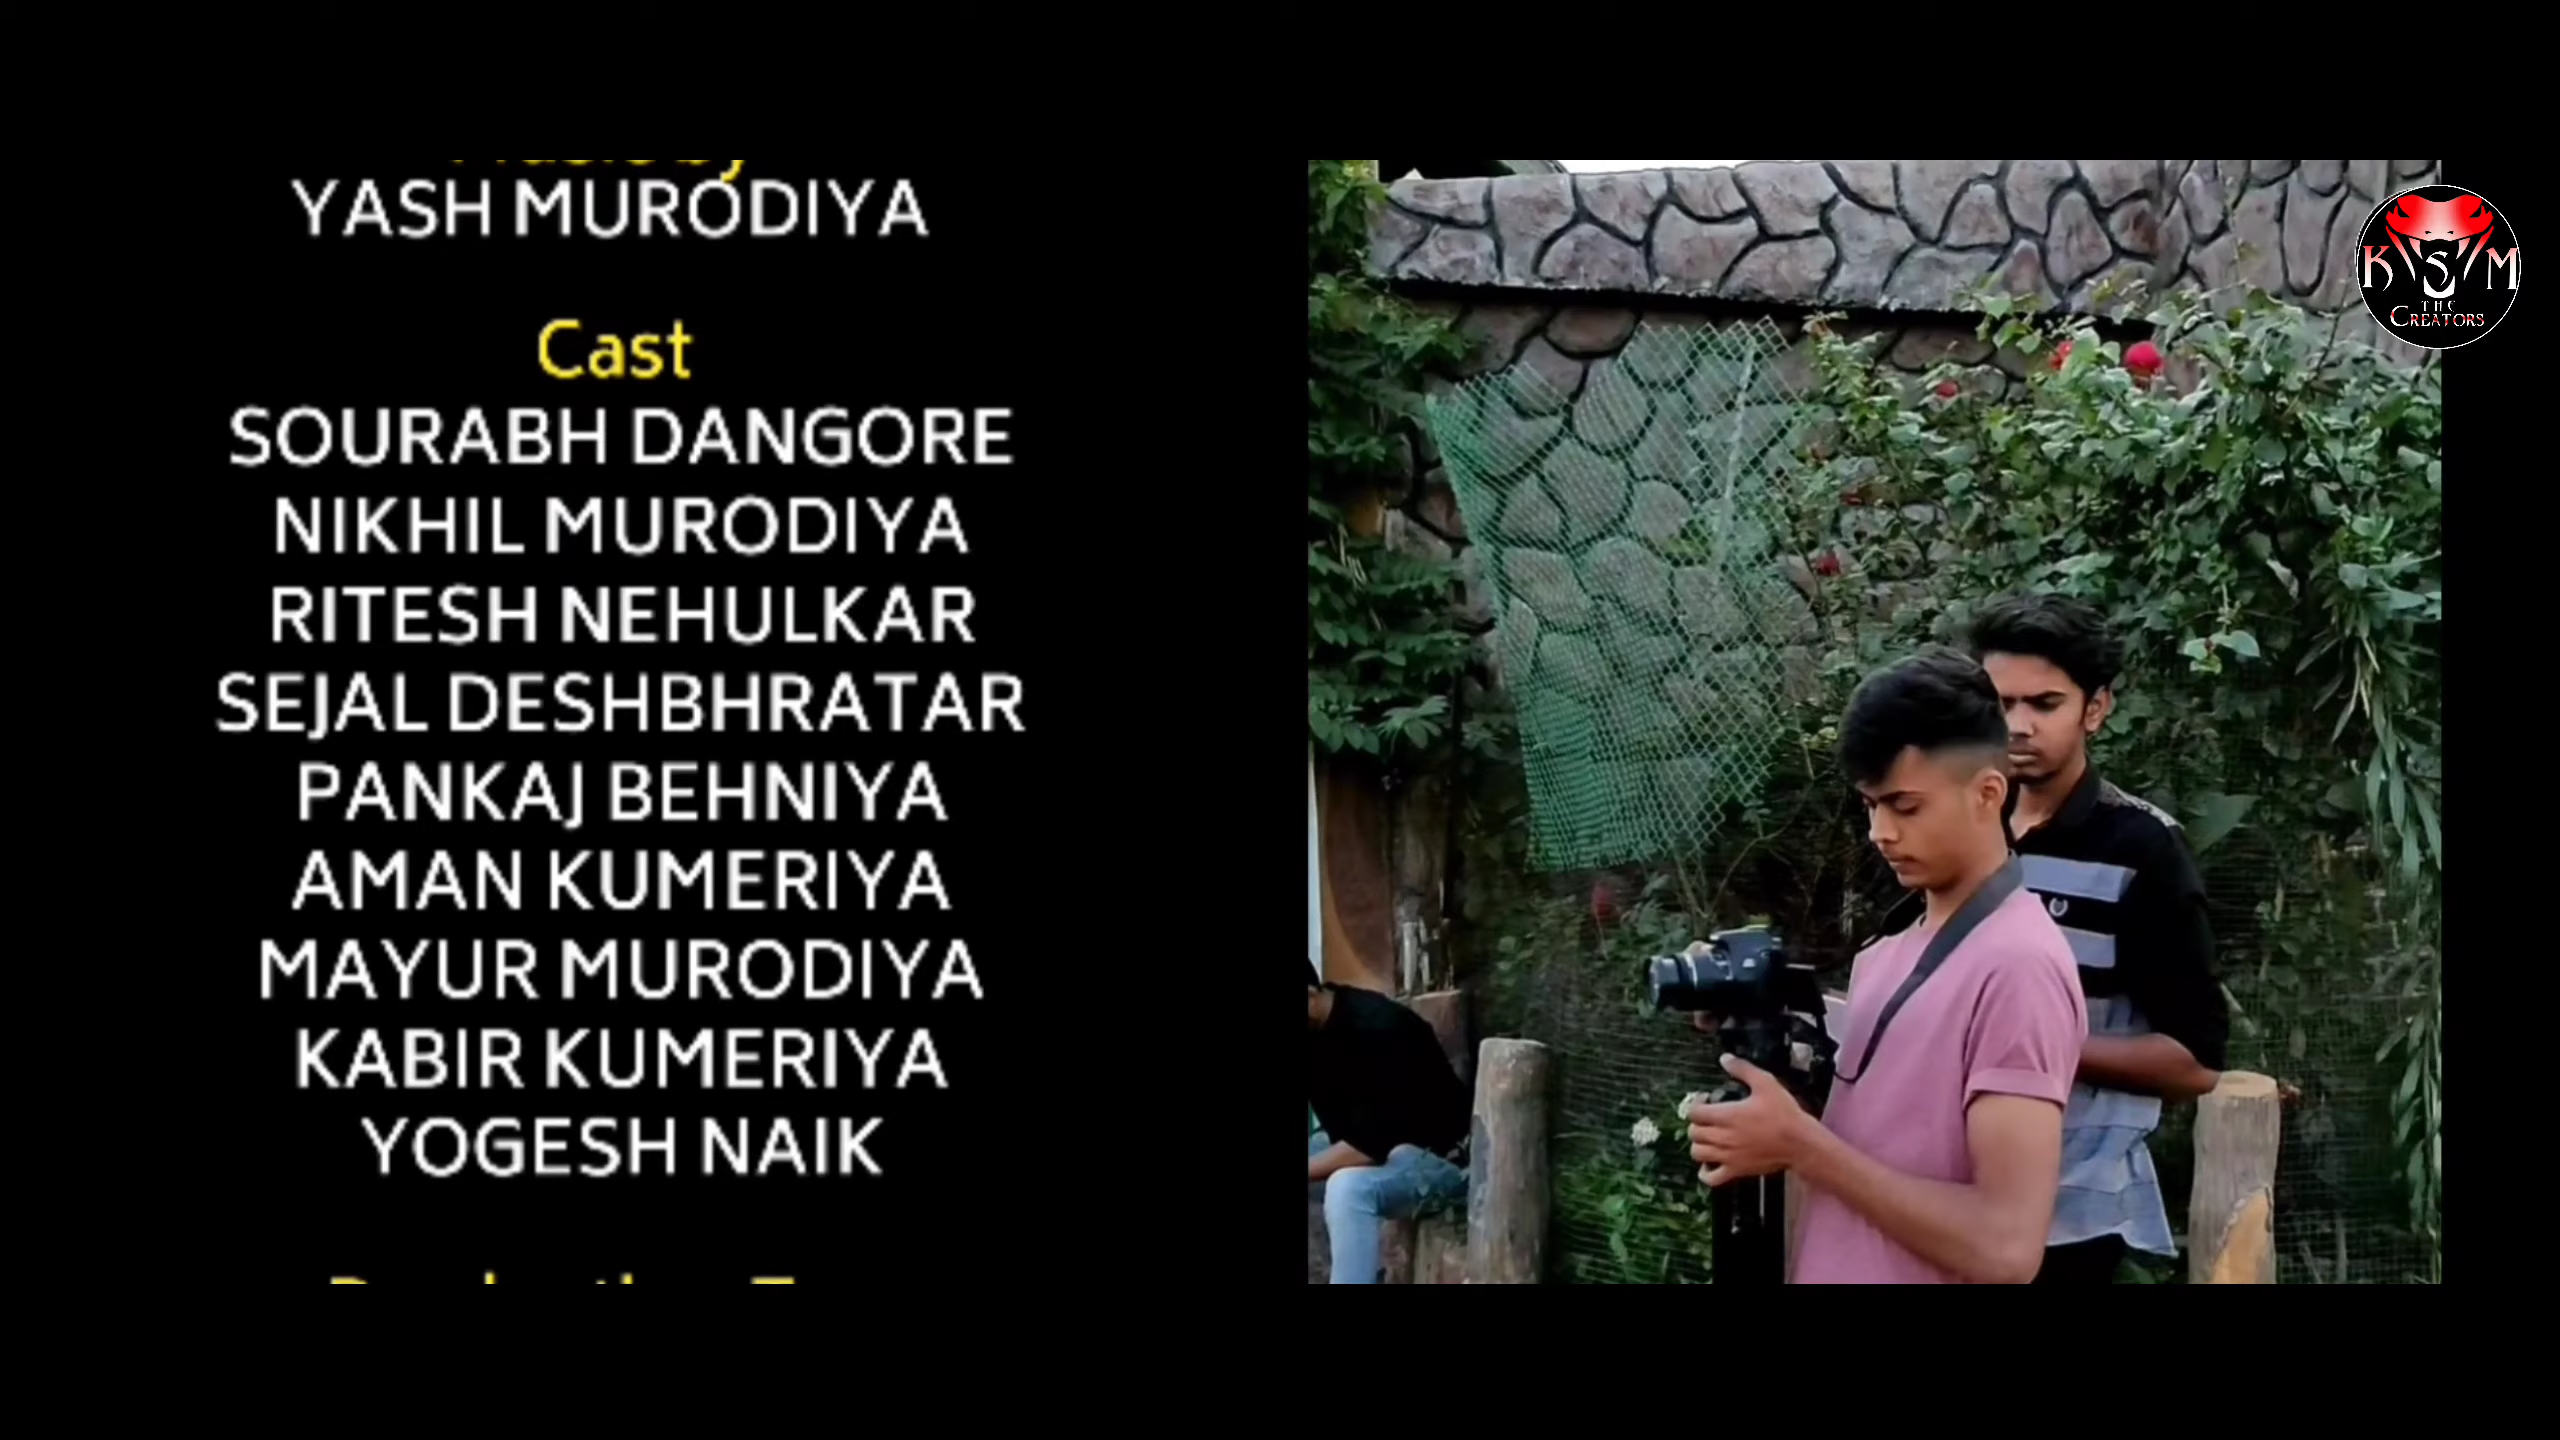 YASH MURODIYA
Cast
SOURABH DANGORE
NIKHIL MURODIYA
RITESH NEHULKAR
SEJAL DESHBHRATAR
PANKAJ BEHNIYA
AMAN KUMERIYA
MAYUR MURODIYA
KABIR KUMERIYA
YOGESH NAIK
KSM
THE
CREATORS